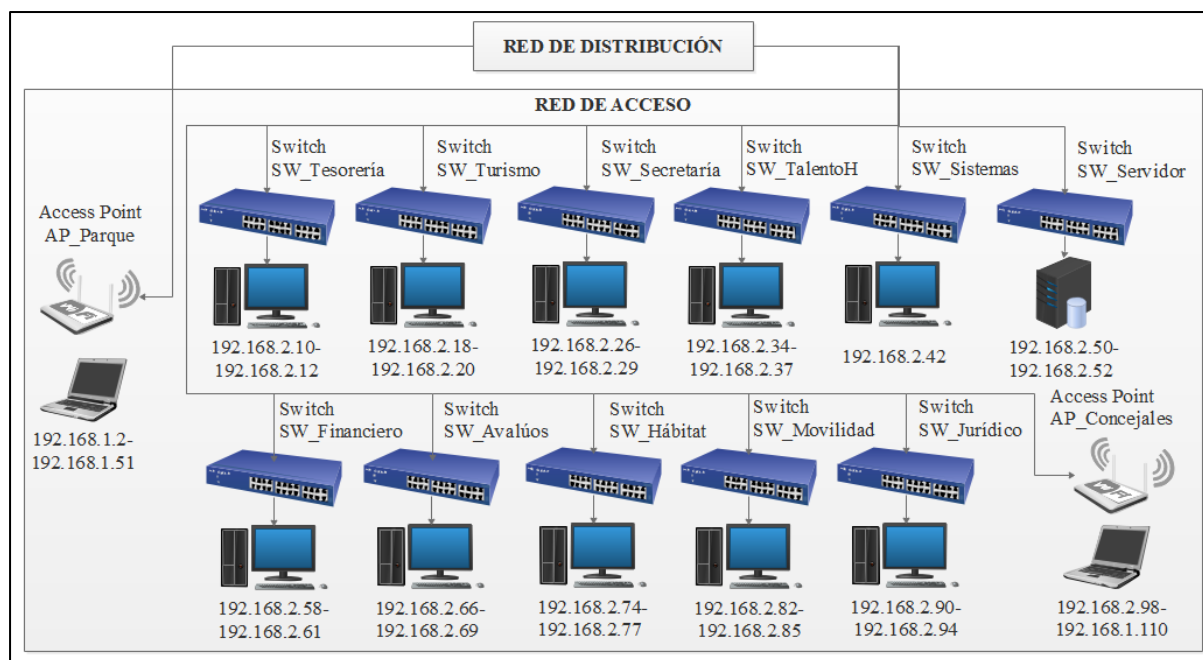 RED DE DISTRIBUCIÓN
RED DE ACCESO
Switch
SW_Tesorería
Switch
SW_Turismo
Switch
SW_Secretaría
Switch
SW_TalentoH
Switch
SW_Sistemas
Switch
SW_Servidor
Access Point
AP_Parque
192.168.2.10-
192.168.2.12
192.168.2.18-
192.168.2.20
192.168.2.26-
192.168.2.29
192.168.2.34-
192.168.2.37
192.168.2.42
192.168.2.50-
192.168.2.52
192.168.1.2-
192.168.1.51
Switch
SW_Financiero
Switch
SW_Avalúos
Switch
SW_Hábitat
Switch
SW_Movilidad
Switch
SW_Jurídico
Access Point
AP_Concejales
192.168.2.58-
192.168.2.61
192.168.2.66-
192.168.2.69
192.168.2.74-
192.168.2.77
192.168.2.82-
192.168.2.85
192.168.2.90-
192.168.2.94
192.168.2.98-
192.168.1.110